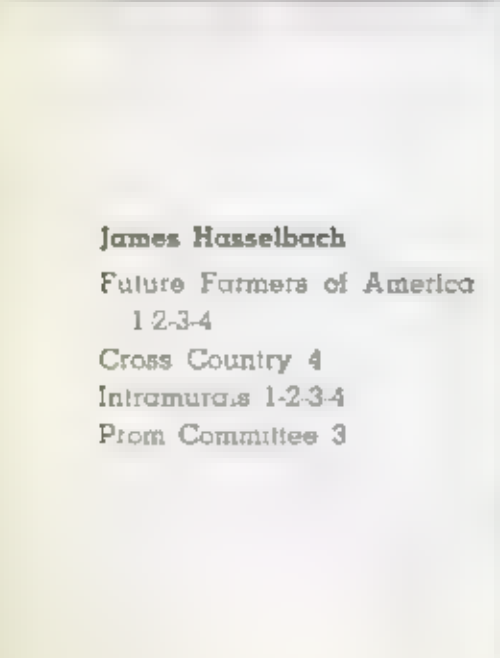 James Hasselbach
Future Farmers of America
1-2-3-4
Cross Country 4
Intramurals 1-2-3-4
Prom Committee 3